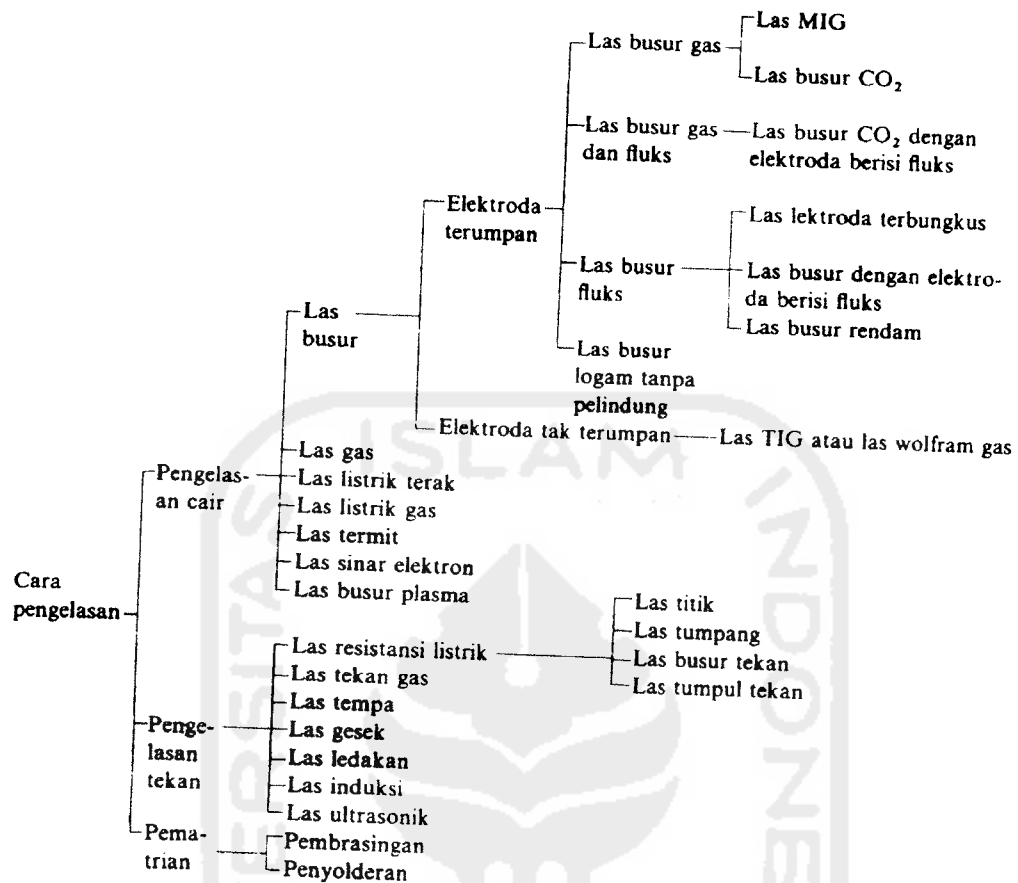 Las MIG
Las busur gas
Las busur CO₂
Las busur gas
dan fluks
Las busur CO₂ dengan
elektroda berisi fluks
Elektroda
terumpan
Las lektroda terbungkus
Las busur
fluks
Las busur dengan elektro-
da berisi fluks
Las busur rendam
Las
busur
Las busur
logam tanpa
pelindung
Elektroda tak terumpan
Las TIG atau las wolfram gas
Las gas
Pengelas-
an cair
Las listrik terak
Las listrik gas
Las termit
Las sinar elektron
Las busur plasma
Cara
pengelasan
Las resistansi listrik
Las titik
Las tumpang
Las busur tekan
Las tumpul tekan
Las tekan gas
Las tempa
Penge-
lasan
tekan
Las gesek
Las ledakan
Las induksi
Las ultrasonik
Pema-
trian
Pembrasingan
Penyolderan
ISLAM
INDONE